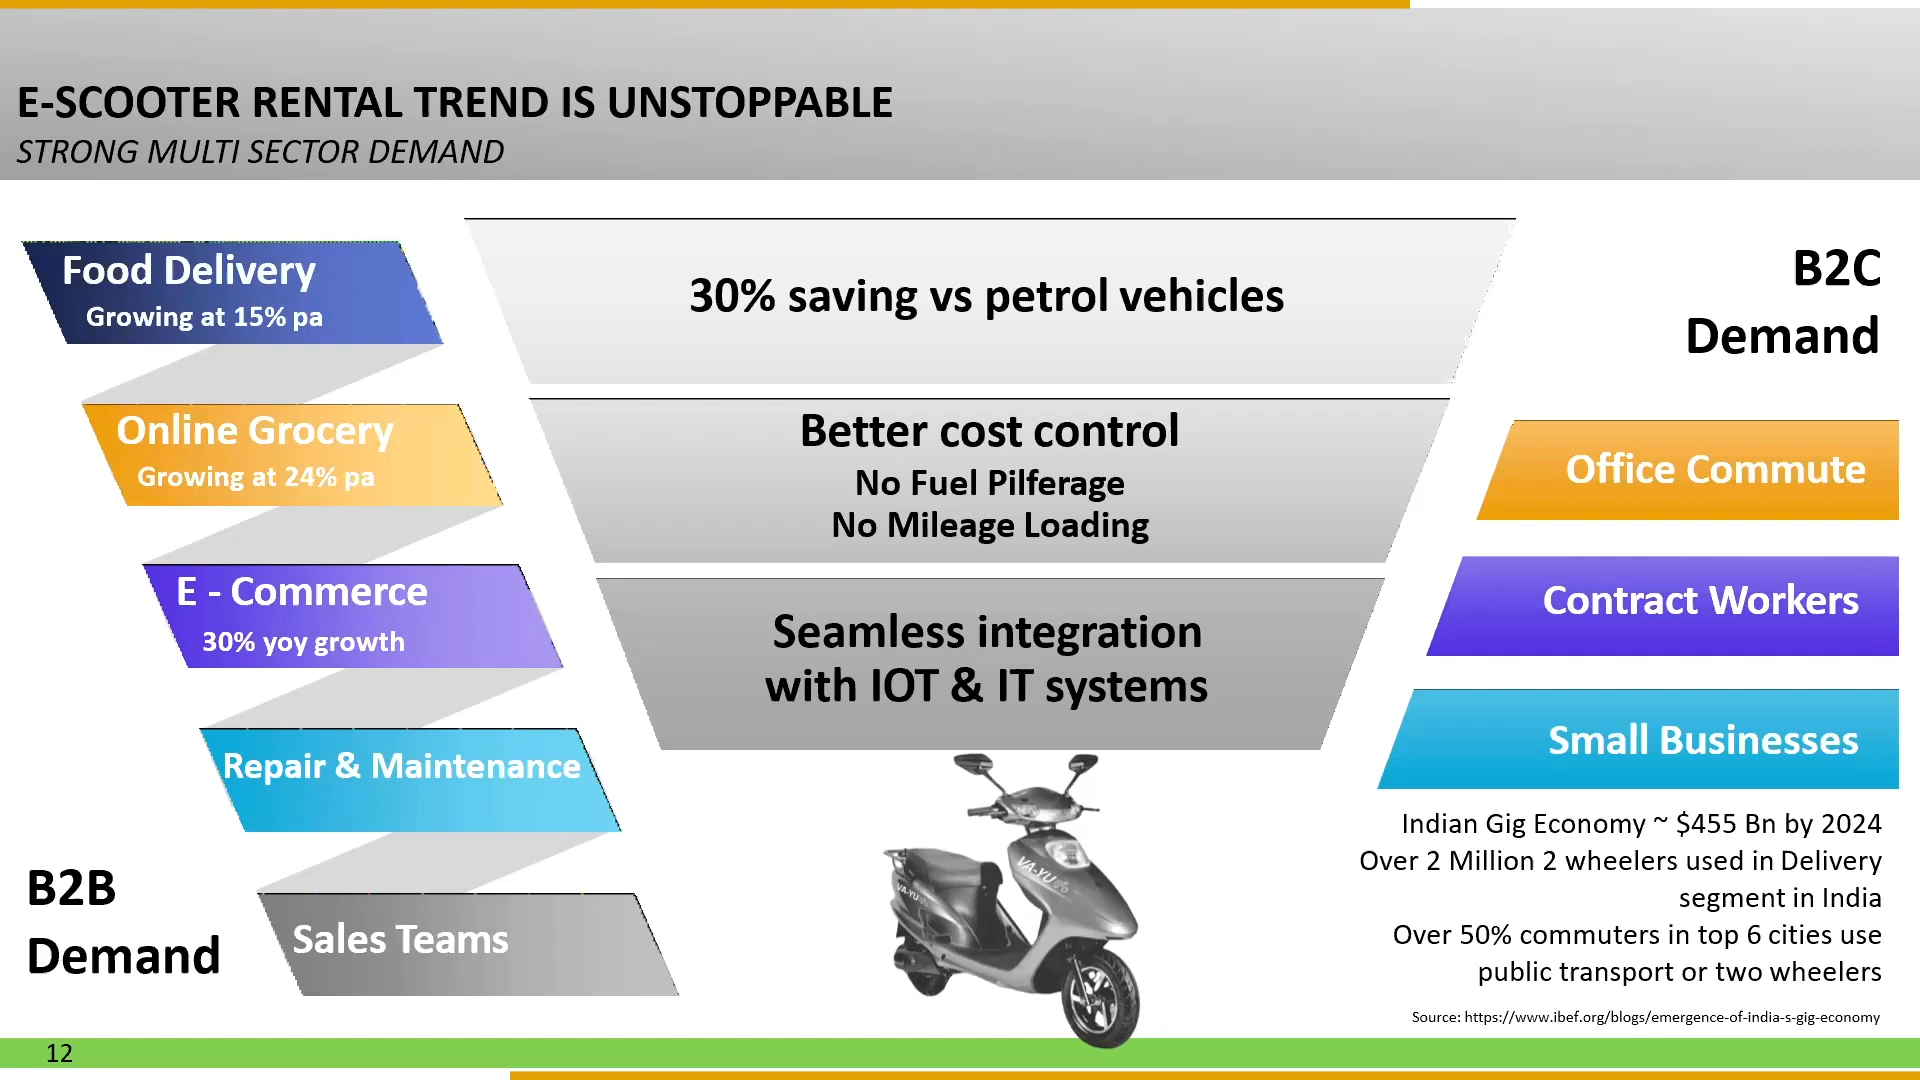 E-SCOOTER RENTAL TREND IS UNSTOPPABLE
STRONG MULTI SECTOR DEMAND
Food Delivery
Growing at 15% pa
Online Grocery
Growing at 24% pa
E - Commerce
30% yoy growth
Repair & Maintenance
Sales Teams
B2B
Demand
30% saving vs petrol vehicles
Better cost control
No Fuel Pilferage
No Mileage Loading
Seamless integration
with IOT & IT systems
VA-YU
VA-YU
B2C
Demand
Office Commute
Contract Workers
Small Businesses
Indian Gig Economy ~ $455 Bn by 2024
Over 2 Million 2 wheelers used in Delivery
segment in India
Over 50% commuters in top 6 cities use
public transport or two wheelers
Source: https://www.ibef.org/blogs/emergence-of-india-s-gig-economy
12